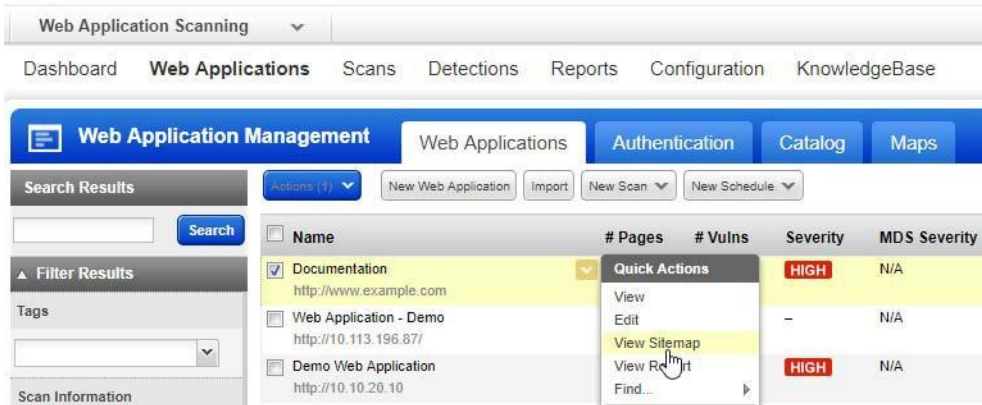 Web Application Scanning
Dashboard Web Applications Scans Detections Reports Configuration KnowledgeBase
Web Application Management Web Applications Authentication Catalog Maps
Search Results Actions (1) New Web Application Import New Scan New Schedule
Search
Name # Pages # Vulns Severity MDS Severity
Filter Results Documentation Quick Actions HIGH N/A
http://www.example.com
View
Tags Web Application - Demo Edit – N/A
http://10.113.196.87/ View Sitemap
Demo Web Application View HIGH N/A
http://10.10.20.10 Find...
Scan Information